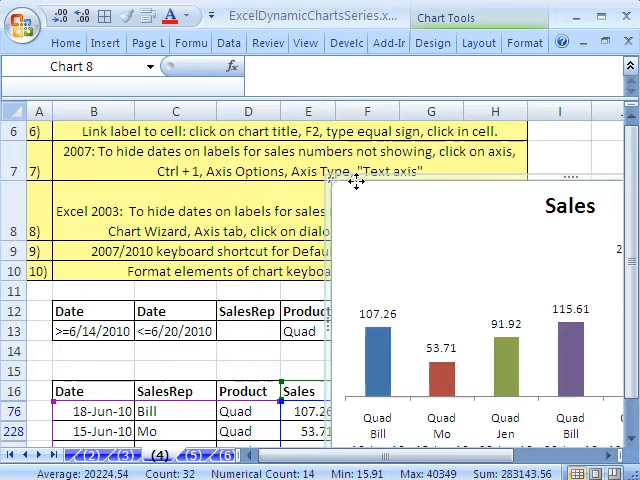 ExcelDynamicChartsSeries.x...
Chart Tools
Home Insert Page L Formu Data Reviev View Develc Add-Ir Design Layout Format
Chart 8
fx
A B C D E F G H I
6 6) Link label to cell: click on chart title, F2, type equal sign, click in cell.
7 7) 2007: To hide dates on labels for sales numbers not showing, click on axis,
Ctrl + 1, Axis Options, Axis Type, "Text axis"
8 8) Excel 2003: To hide dates on labels for sales
Chart Wizard, Axis tab, click on dialo
9 9) 2007/2010 keyboard shortcut for Defau
10 10) Format elements of chart keyboa
11
12 Date Date SalesRep Product
13 >=6/14/2010 <=6/20/2010 Quad
14
15
16 Date SalesRep Product Sales
76 18-Jun-10 Bill Quad 107.26
228 15-Jun-10 Mo Quad 53.71
Sales
2
107.26 53.71 91.92 115.61
Quad Quad Quad Quad
Bill Mo Jen Bill
(2) (3) (4) (5) (6
Average: 20224.54 Count: 32 Numerical Count: 14 Min: 15.91 Max: 40349 Sum: 283143.56